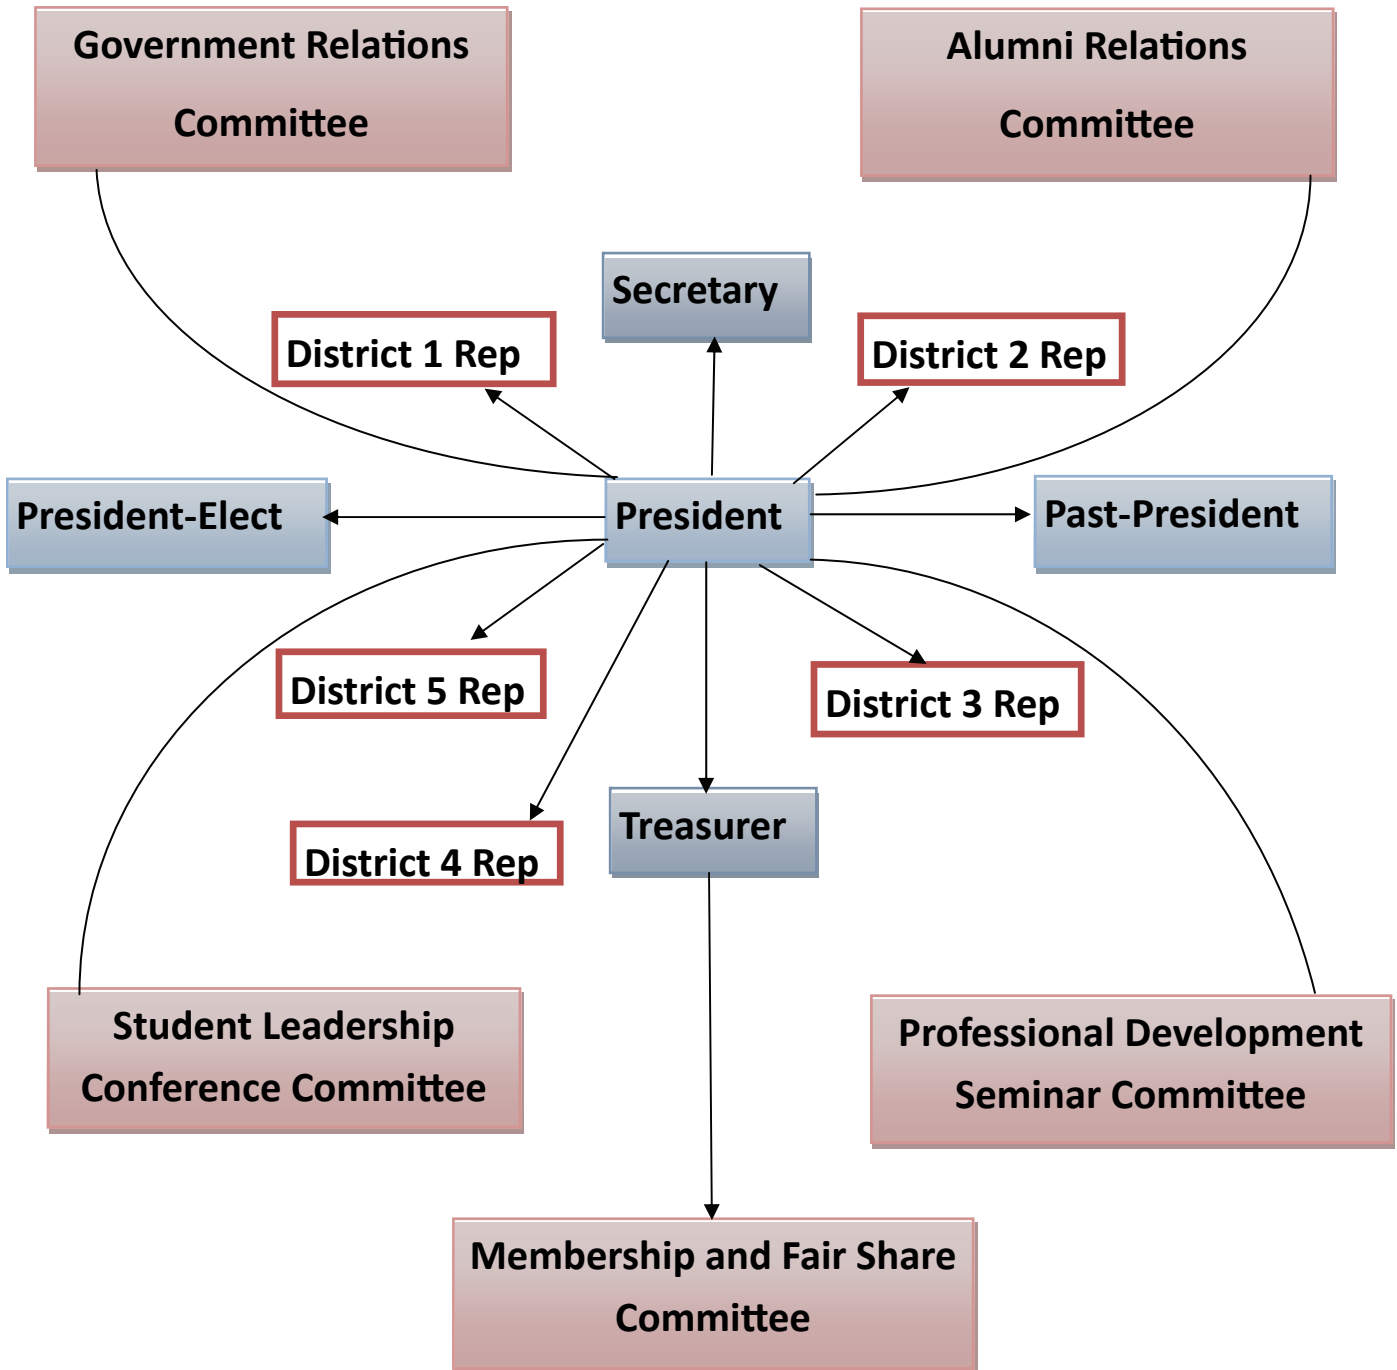 Government Relations
Committee
Alumni Relations
Committee
Secretary
District 1 Rep
District 2 Rep
President-Elect
President
Past-President
District 5 Rep
District 3 Rep
Treasurer
District 4 Rep
Student Leadership
Conference Committee
Professional Development
Seminar Committee
Membership and Fair Share
Committee